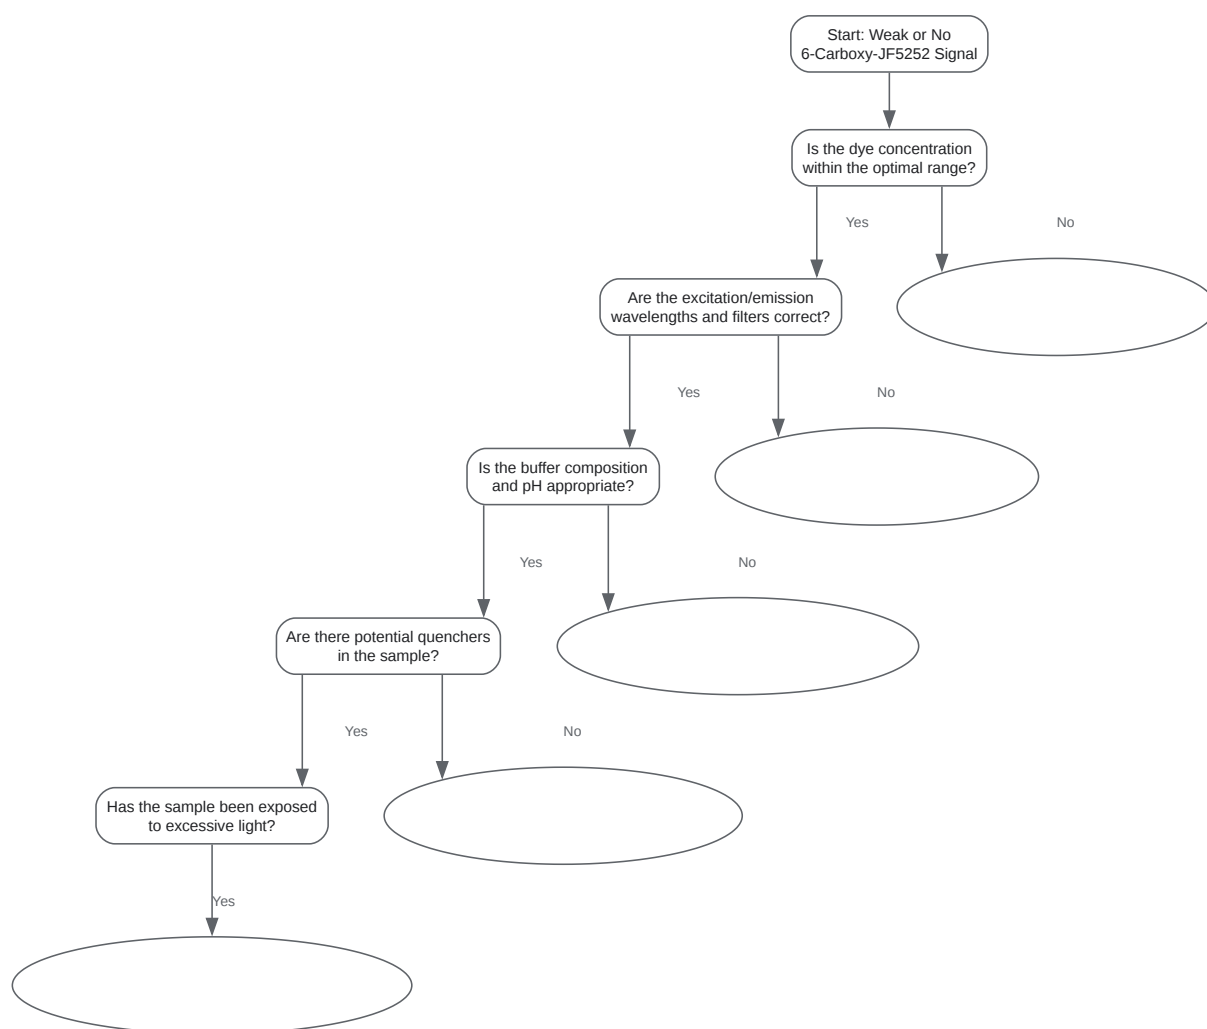 Start: Weak or No
6-Carboxy-JF5252 Signal
Is the dye concentration
within the optimal range?
Yes
No
Are the excitation/emission
wavelengths and filters correct?
Yes
No
Is the buffer composition
and pH appropriate?
Yes
No
Are there potential quenchers
in the sample?
Yes
No
Has the sample been exposed
to excessive light?
Yes